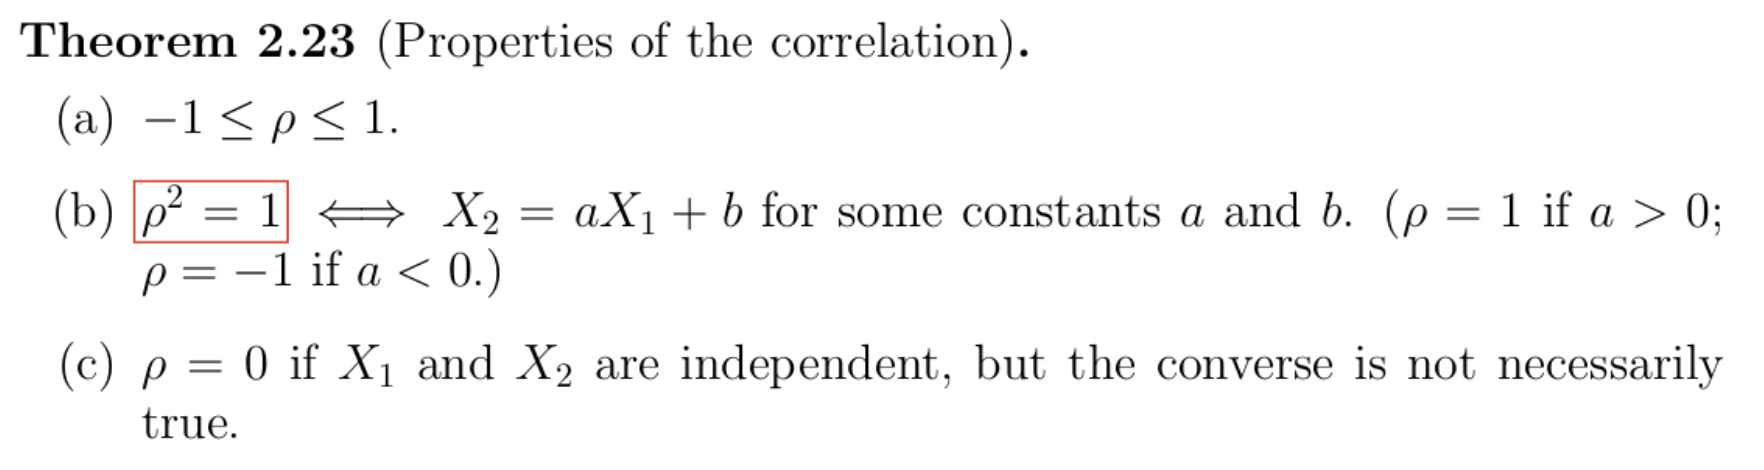 Theorem 2.23 (Properties of the correlation).
(a) −1 ≤ ρ ≤ 1.
(b) ρ² = 1 ⟺ X₂ = aX₁ + b for some constants a and b. (ρ = 1 if a > 0;
ρ = −1 if a < 0.)
(c) ρ = 0 if X₁ and X₂ are independent, but the converse is not necessarily
true.